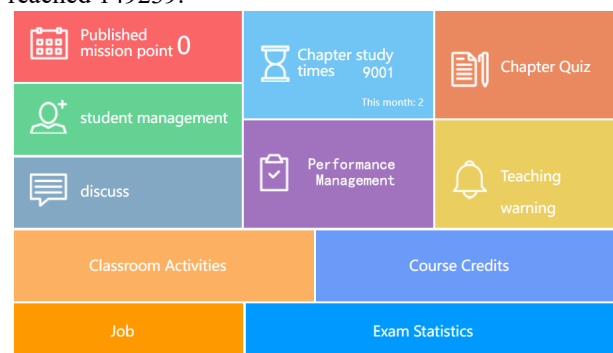 reached
Published
mission point 0
Chapter study
times 9001
This month: 2
Chapter Quiz
student management
discuss
Performance
Management
Teaching
warning
Classroom Activities
Course Credits
Job
Exam Statistics